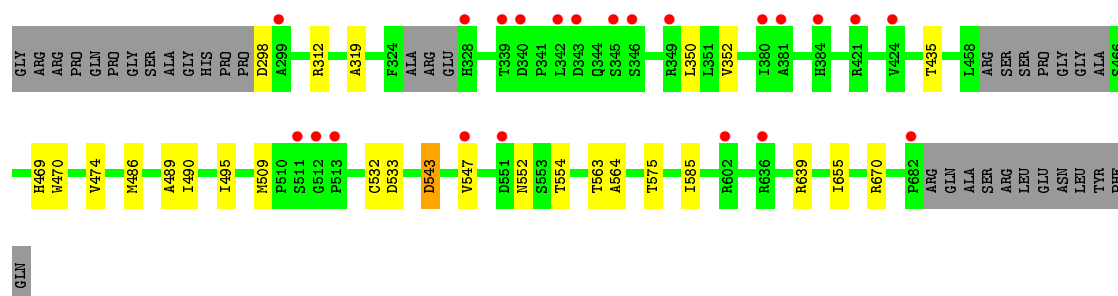 GLY ARG ARG PRO GLN PRO GLY SER ALA GLY HIS PRO PRO D298 A299 R312 A319 F324 ALA ARG GLU H328 T339 D340 P341 L342 D343 Q344 S345 S346 R349 L350 L351 V352 I380 A381 H384 R421 V424 T435 L458 ARG SER SER PRO GLY GLY ALA S466
H469 W470 V474 M486 A489 I490 I495 M509 P510 S511 G512 P513 C532 D533 D543 V547 D551 N552 S553 T554 T563 A564 T575 I585 R602 R636 R639 I655 R670 P682 ARG GLN ALA SER ARG LEU GLU ASN LEU TYR PHE
GLN